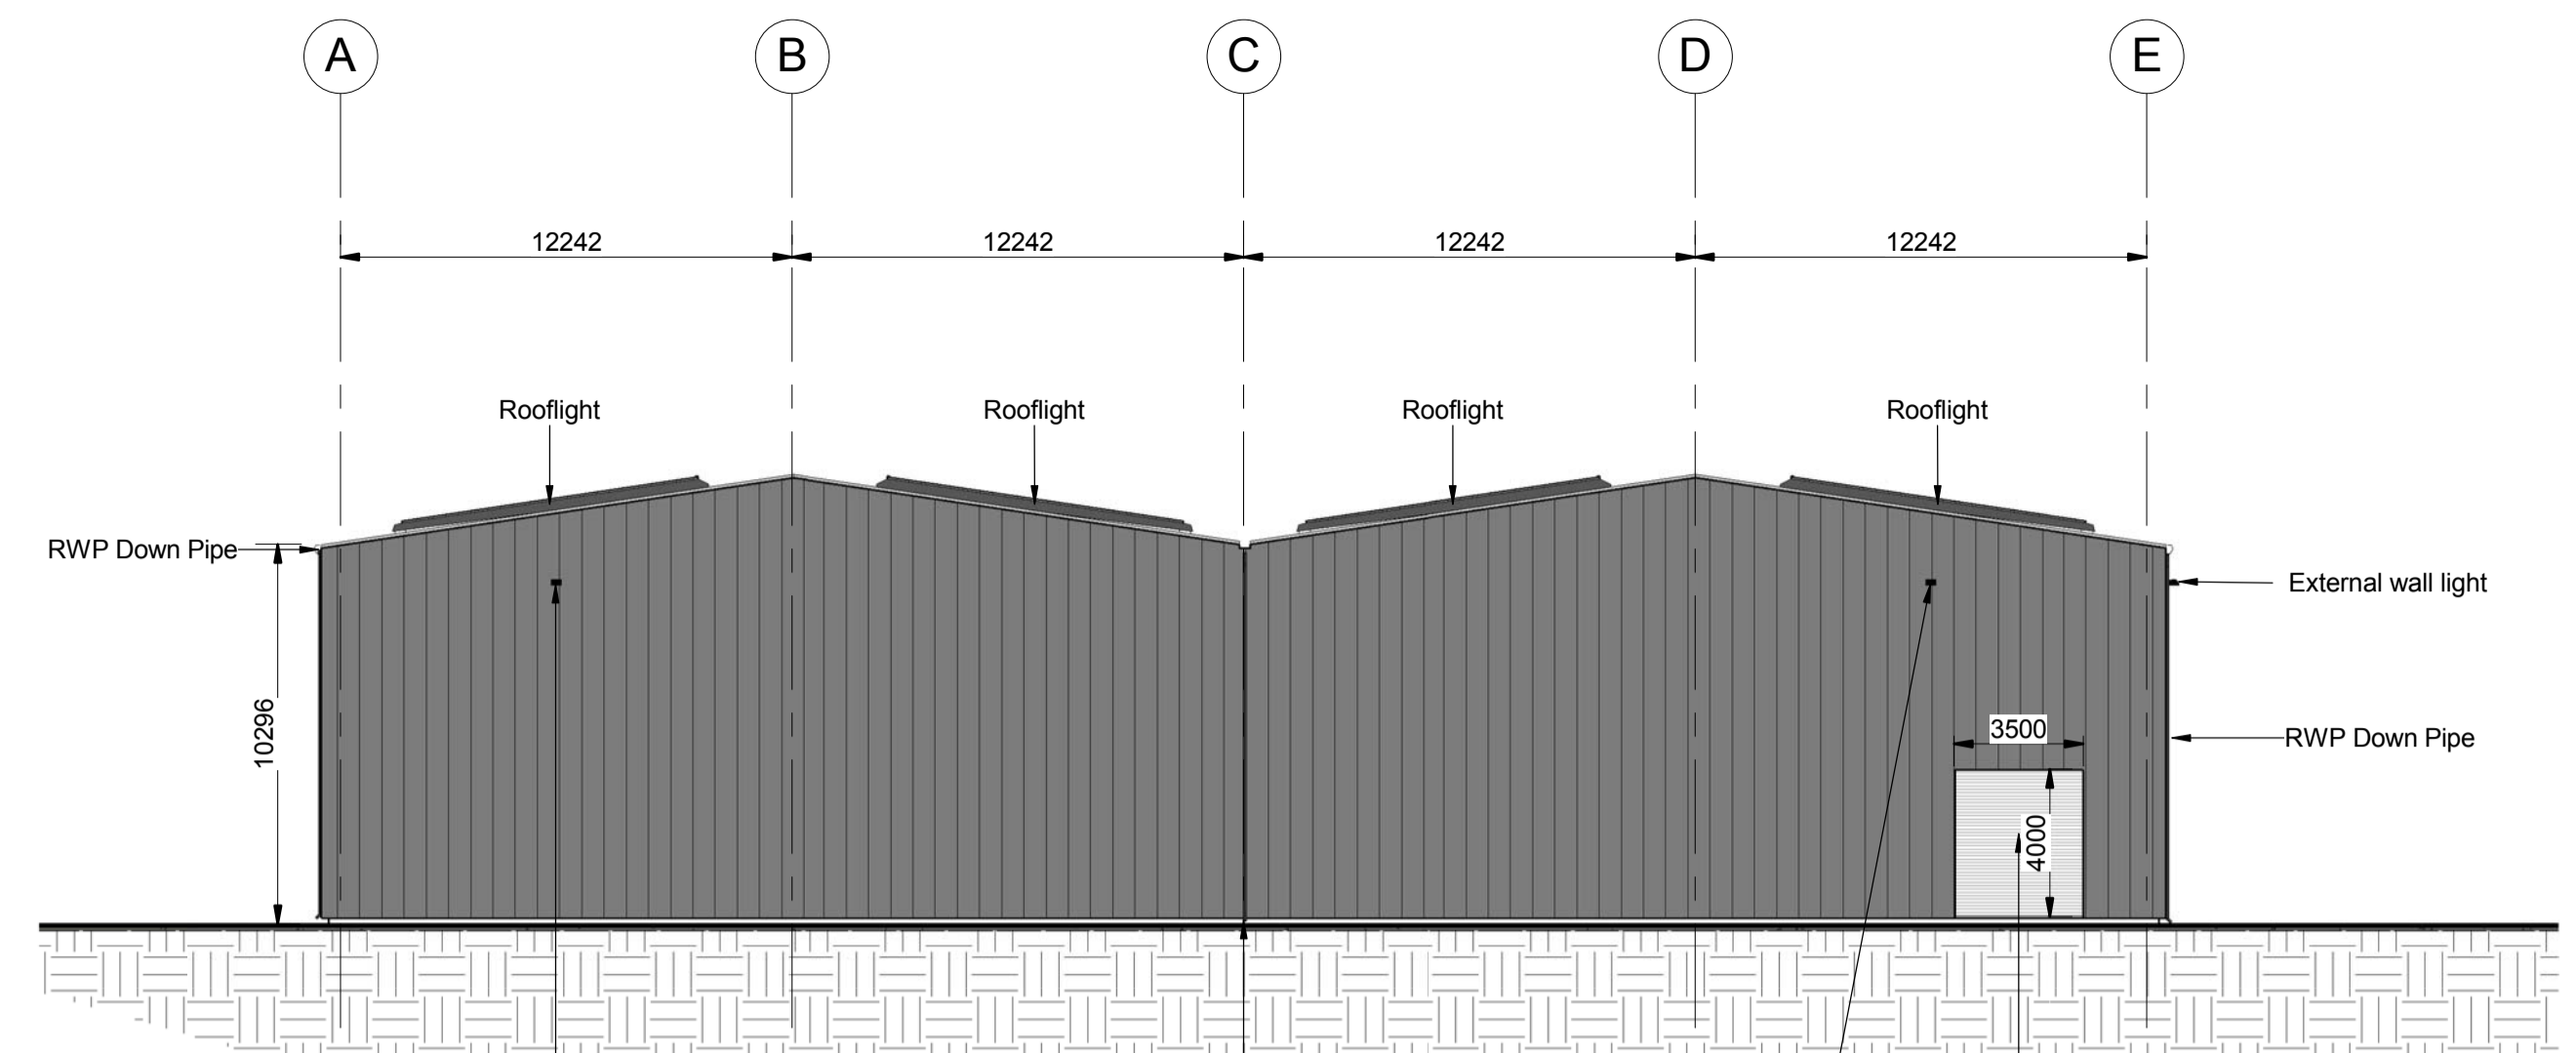 A
B
C
D
E
12242
12242
12242
12242
Rooflight
Rooflight
Rooflight
Rooflight
RWP Down Pipe
External wall light
10296
3500
RWP Down Pipe
4000